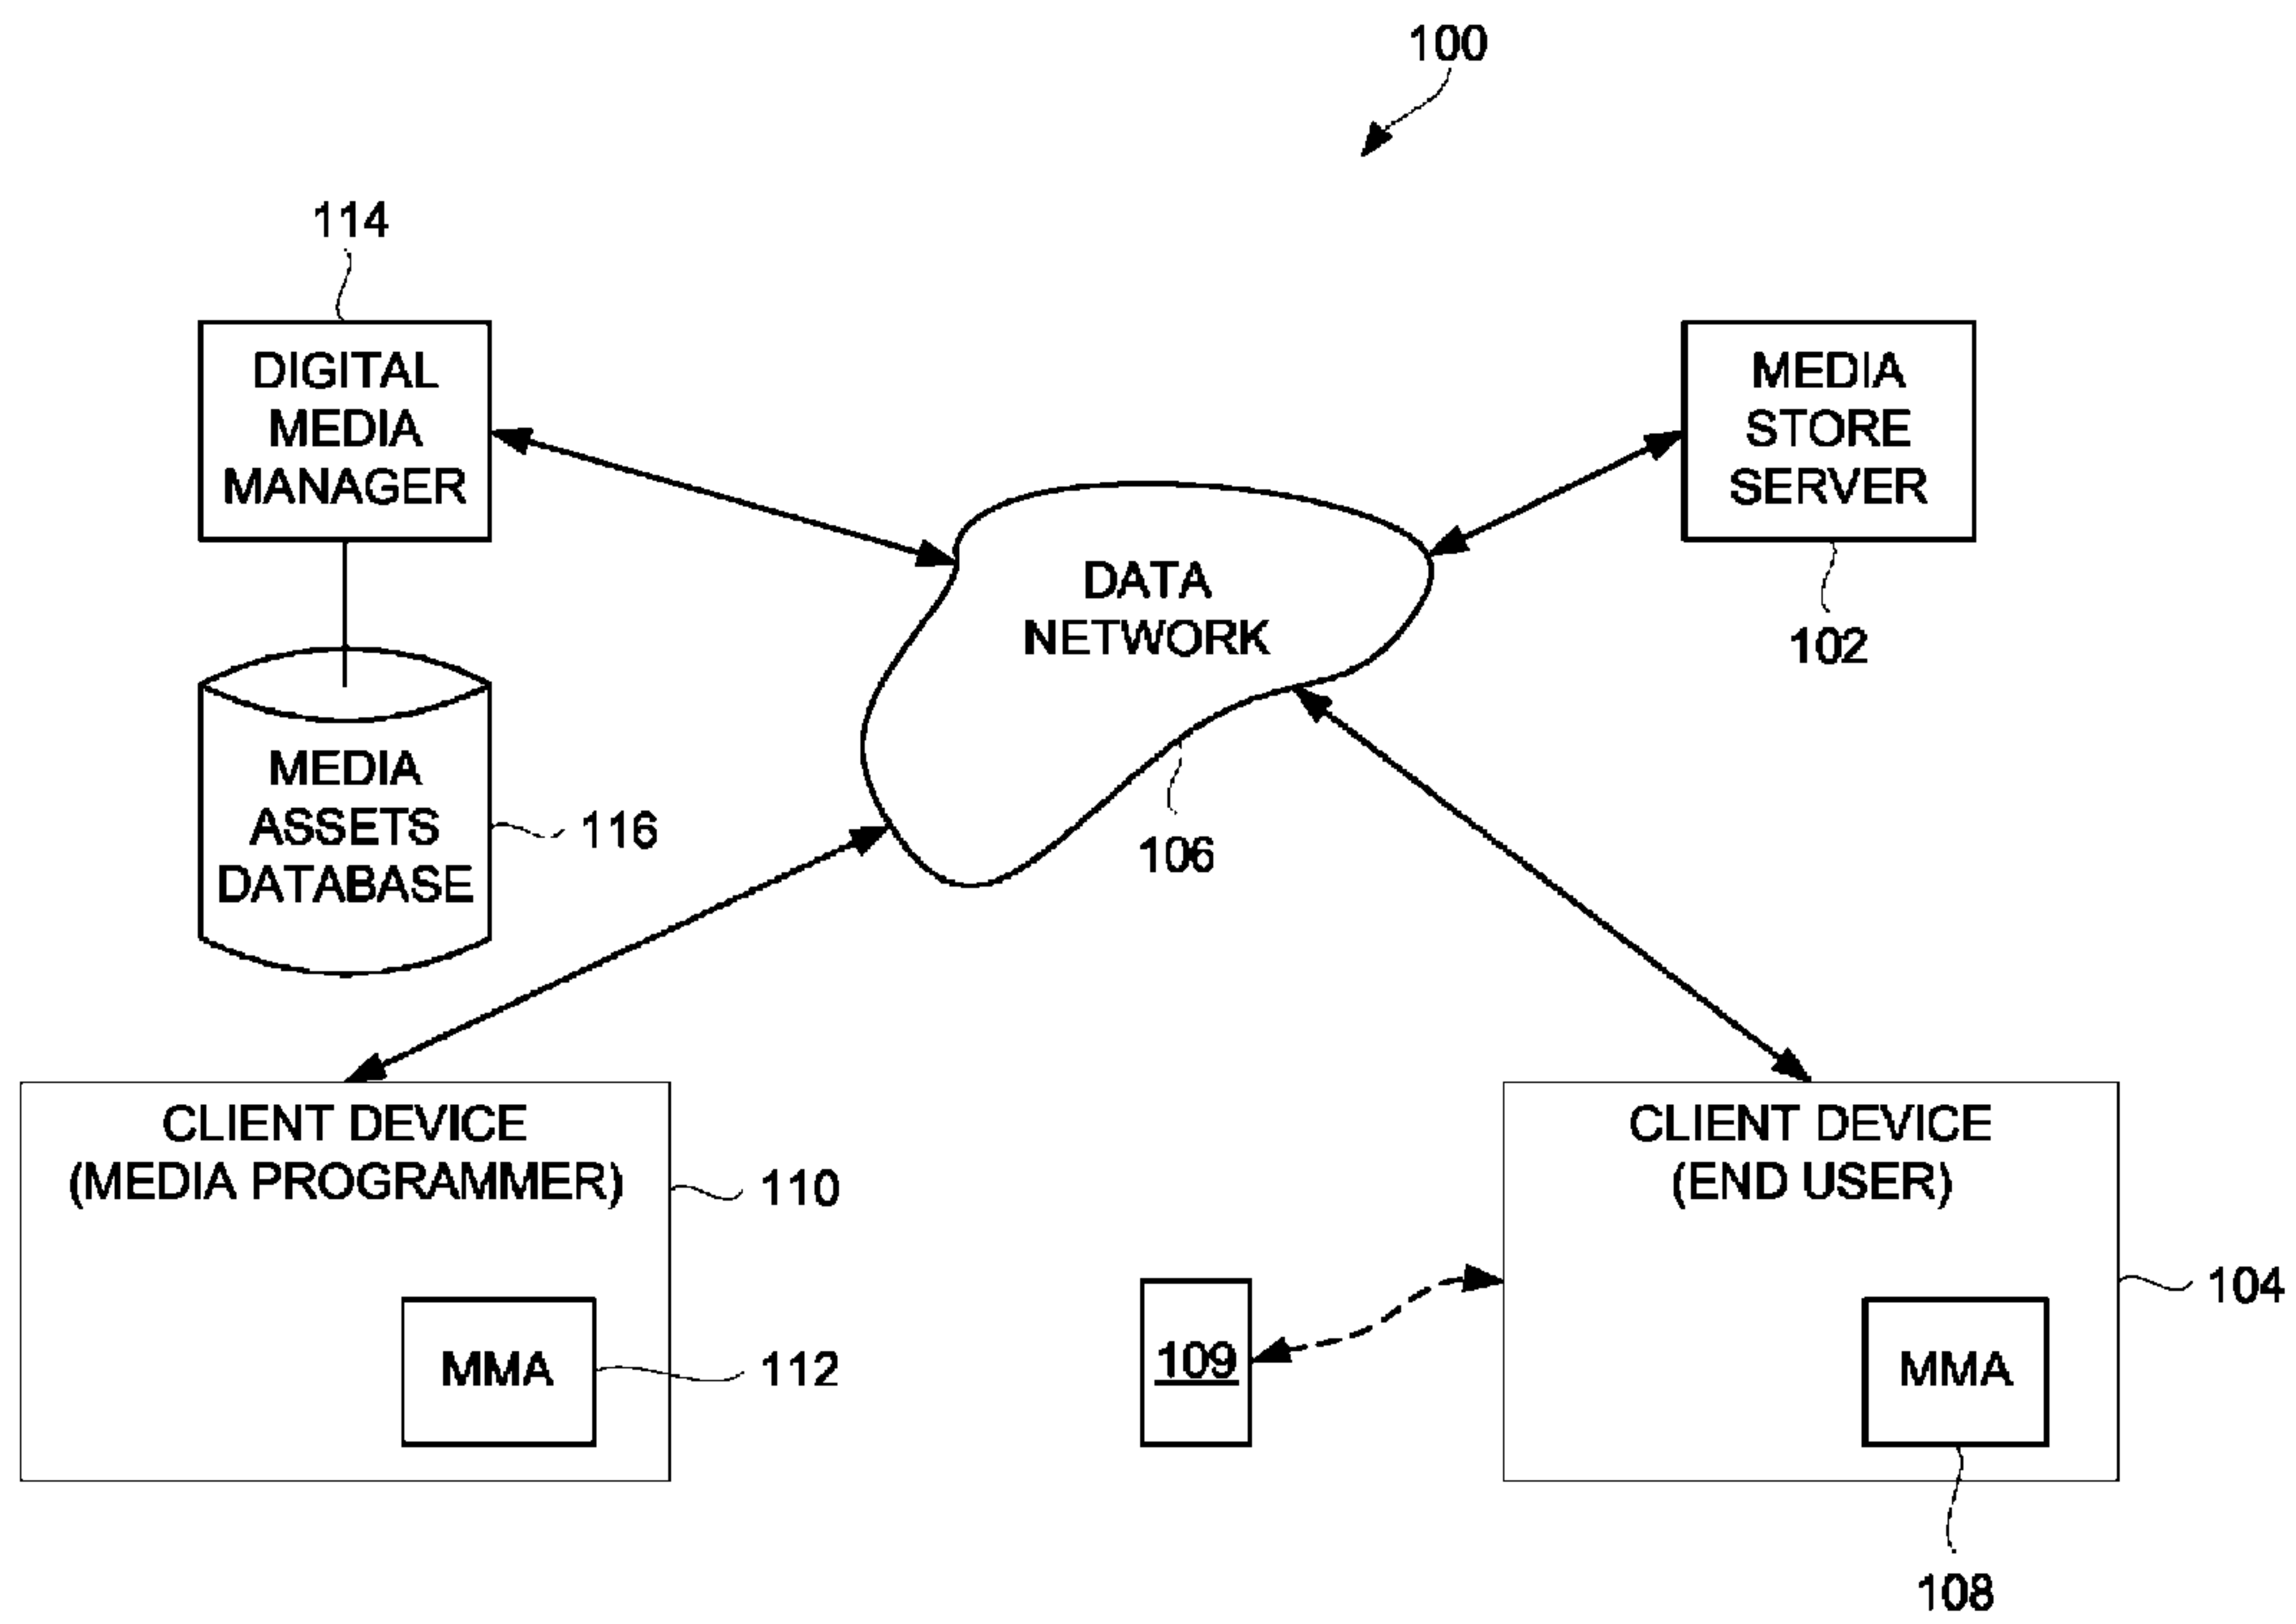 100
114
DIGITAL
MEDIA
MANAGER
MEDIA
STORE
SERVER
102
DATA
NETWORK
106
MEDIA
ASSETS
DATABASE
116
CLIENT DEVICE
(MEDIA PROGRAMMER)
110
MMA
112
109
CLIENT DEVICE
(END USER)
104
MMA
108